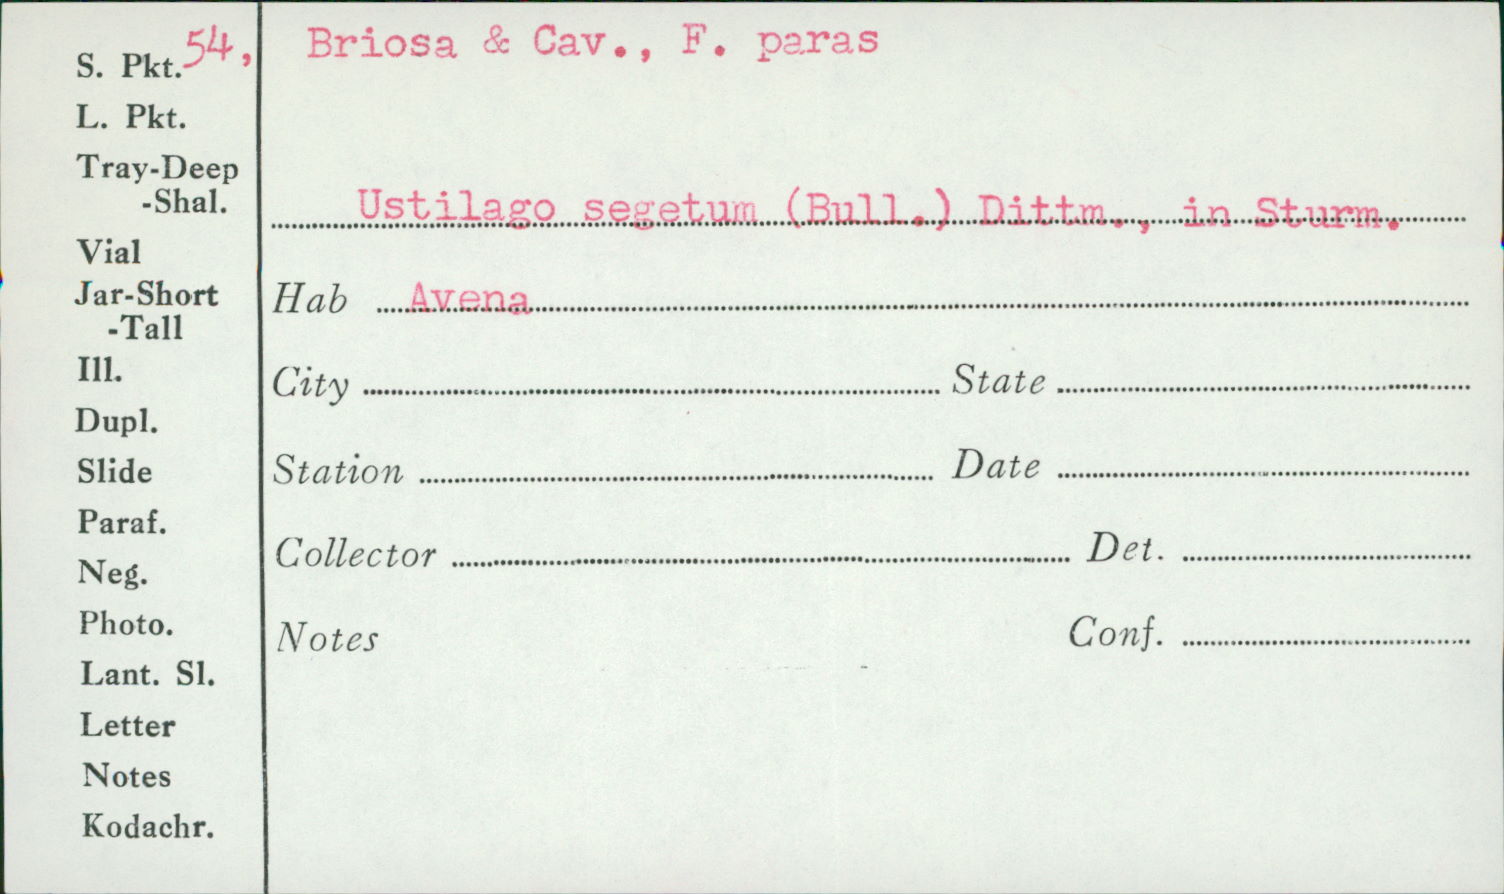 S. Pkt. 54,
L. Pkt.
Tray-Deep
-Shal.
Vial
Jar-Short
-Tall
Ill.
Dupl.
Slide
Paraf.
Neg.
Photo.
Lant. Sl.
Letter
Notes
Kodachr.
Briosa & Cav., F. paras
Ustilago segetum (Bull.) Dittm., in Sturm.
Hab Avena
City State
Station Date
Collector Det.
Notes Conf.